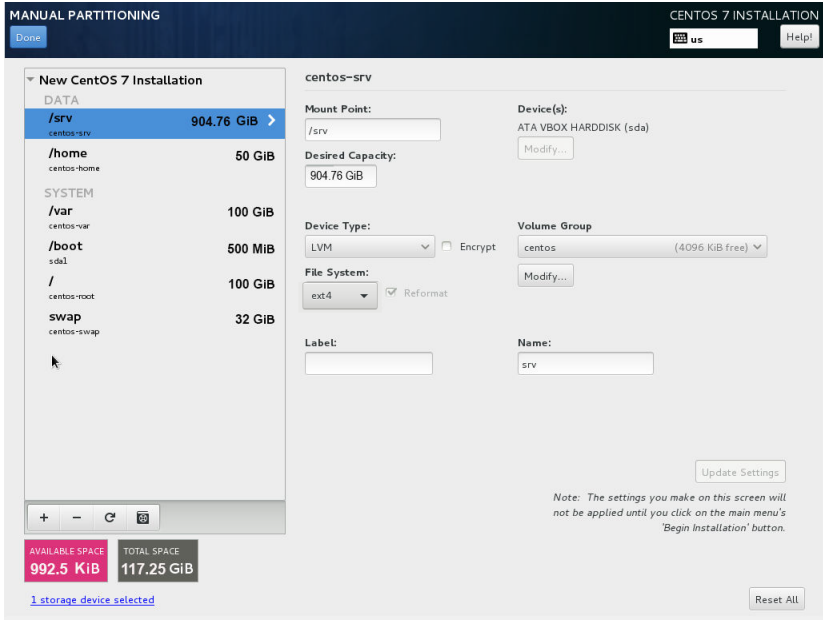 MANUAL PARTITIONING
CENTOS 7 INSTALLATION
Done
us
Help!
New CentOS 7 Installation
DATA
/srv
904.76 GiB
centos-srv
/home
50 GiB
centos-home
SYSTEM
/var
100 GiB
centos-var
/boot
500 MiB
sda1
/
100 GiB
centos-root
swap
32 GiB
centos-swap
+ -
AVAILABLE SPACE
992.5 KiB
TOTAL SPACE
117.25 GiB
1 storage device selected
centos-srv
Mount Point:
/srv
Desired Capacity:
904.76 GiB
Device(s):
ATA VBOX HARDDISK (sda)
Modify...
Device Type:
LVM
Encrypt
File System:
ext4
Reformat
Volume Group
centos (4096 KiB free)
Modify...
Label:
Name:
srv
Update Settings
Note: The settings you make on this screen will
not be applied until you click on the main menu's
'Begin Installation' button.
Reset All